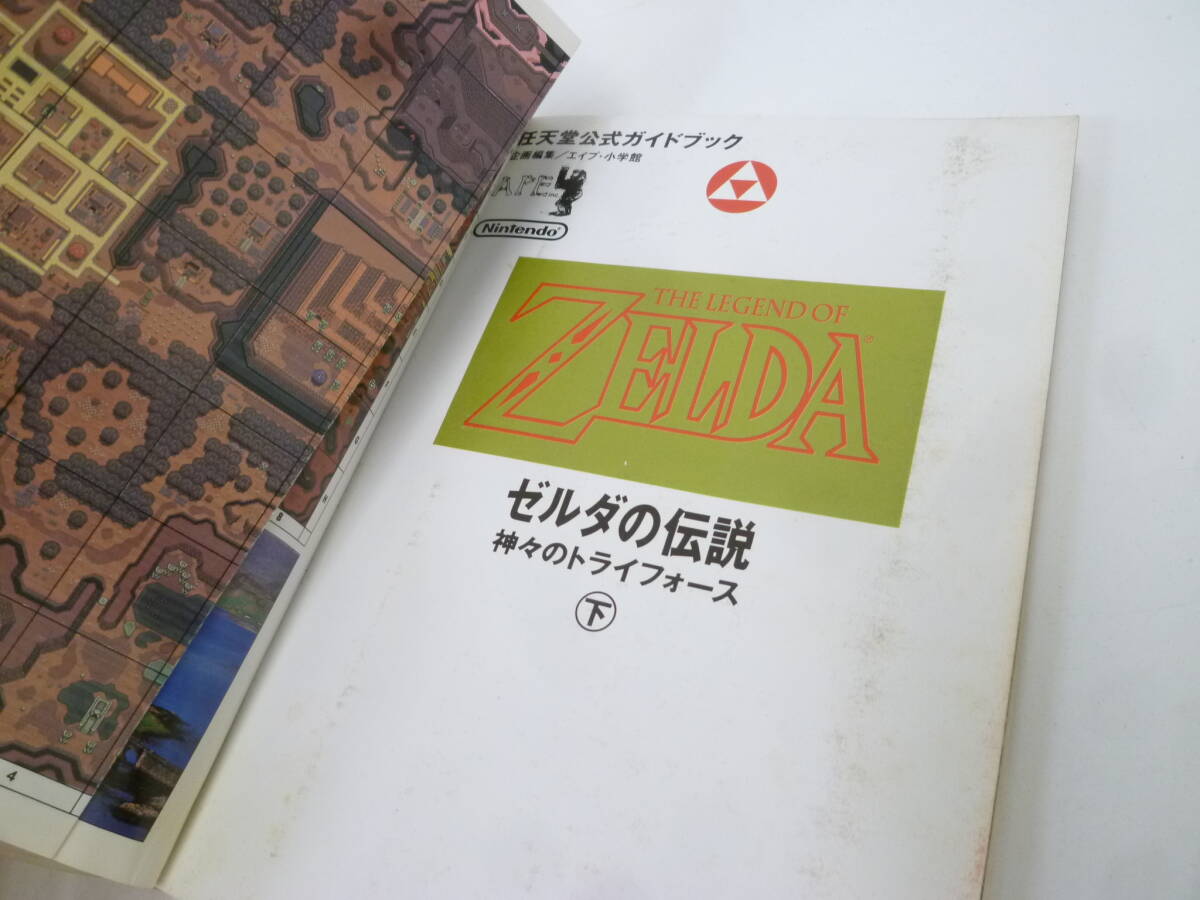 任天堂公式ガイドブック
企画編集／エイプ・小学館
APE inc.
Nintendo®
THE LEGEND OF
ZELDA®
ゼルダの伝説
神々のトライフォース
下
4
8
H
G